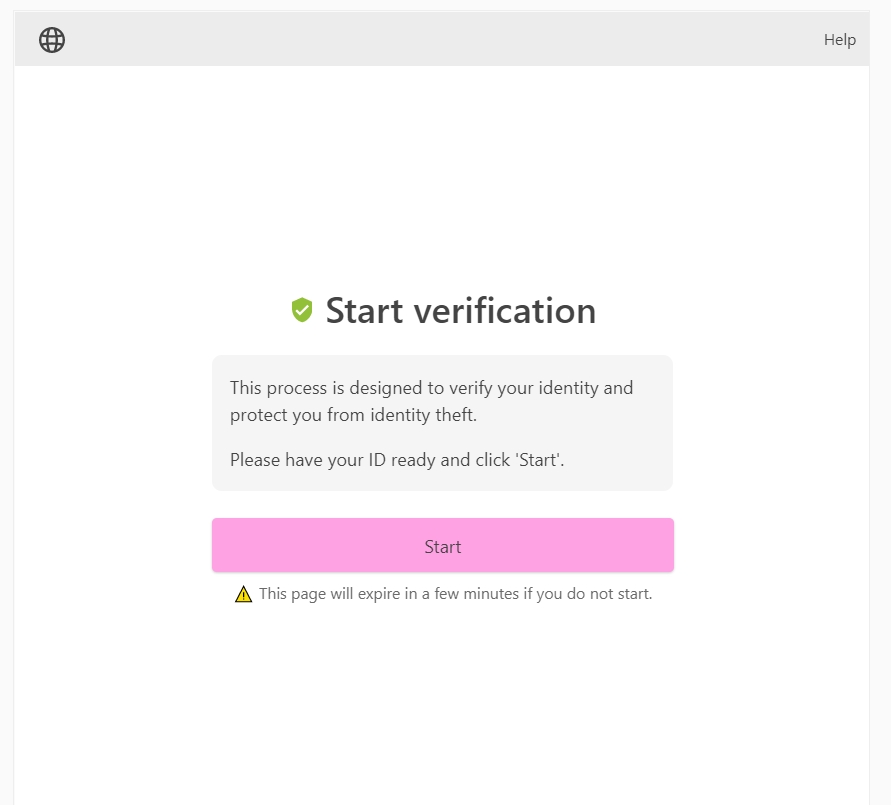 Help
Start verification
This process is designed to verify your identity and
protect you from identity theft.
Please have your ID ready and click 'Start'.
Start
This page will expire in a few minutes if you do not start.